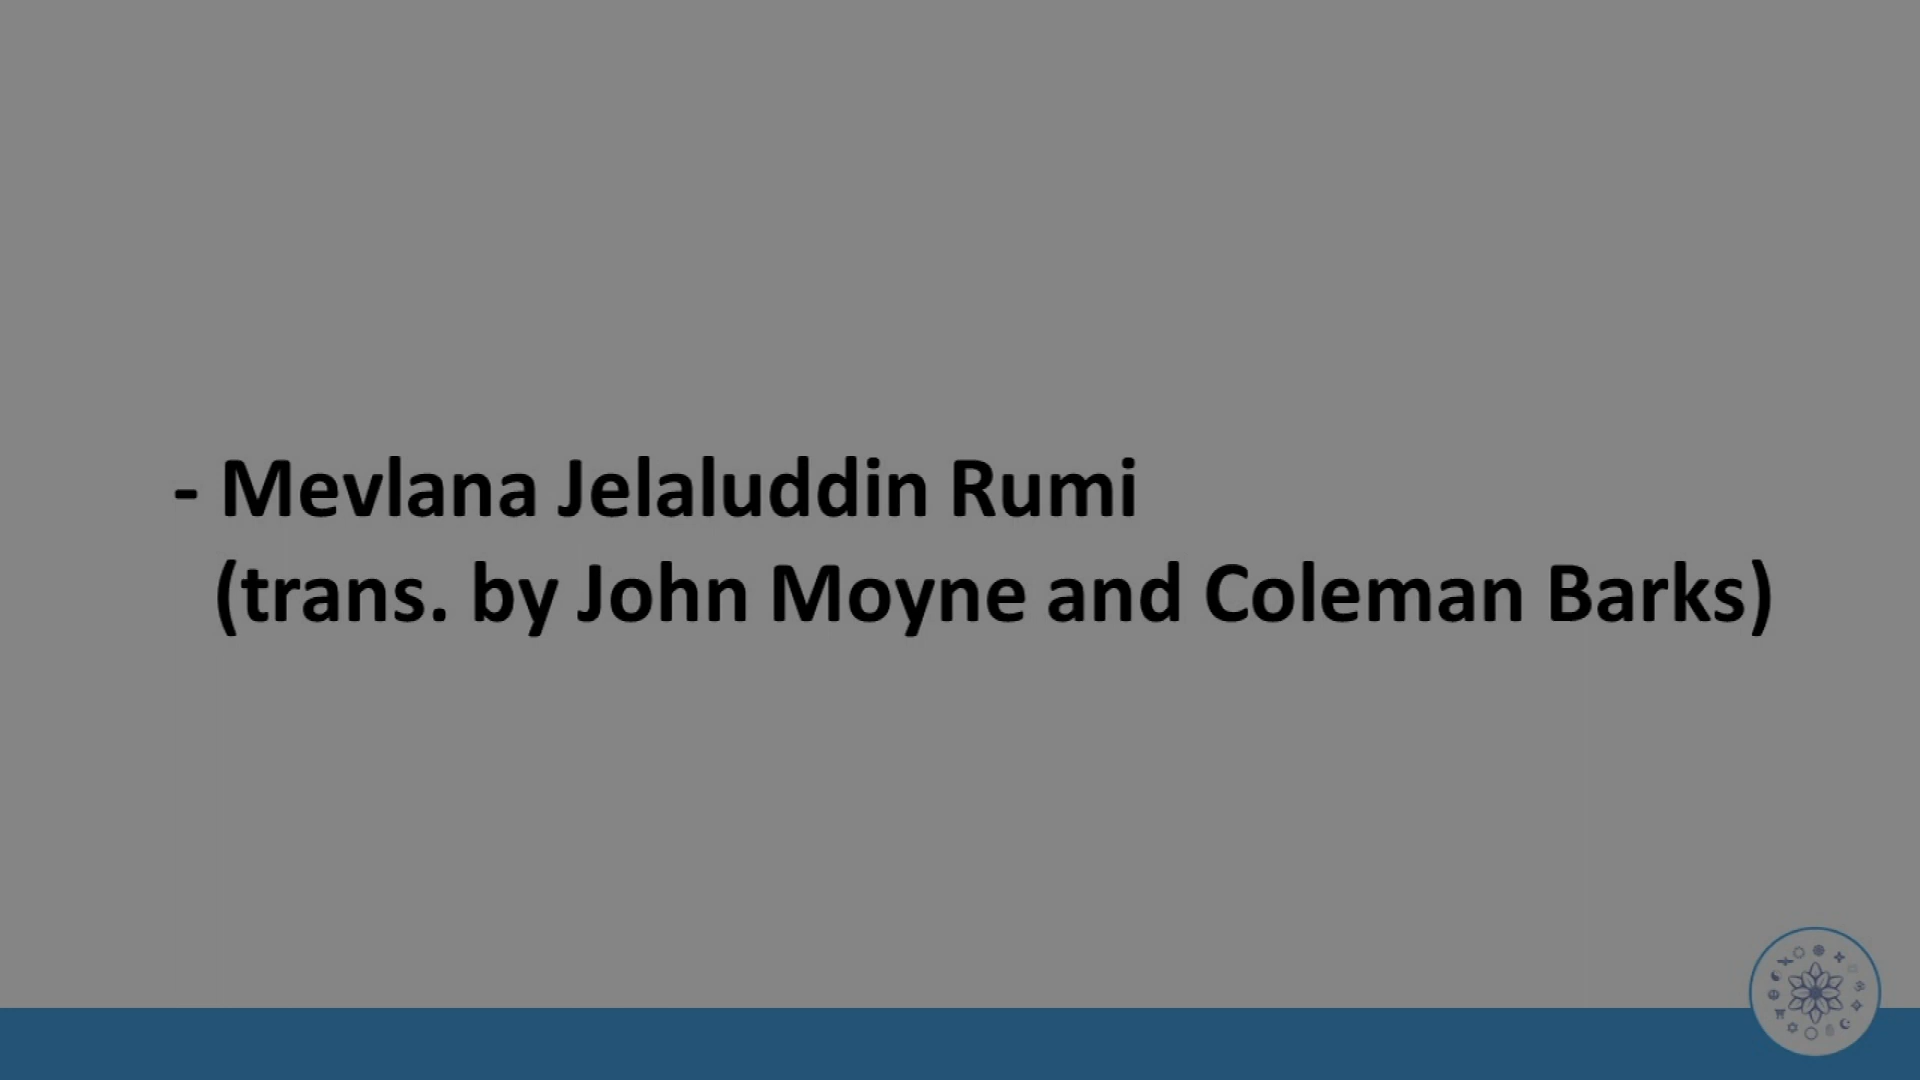 - Mevlana Jelaluddin Rumi
(trans. by John Moyne and Coleman Barks)